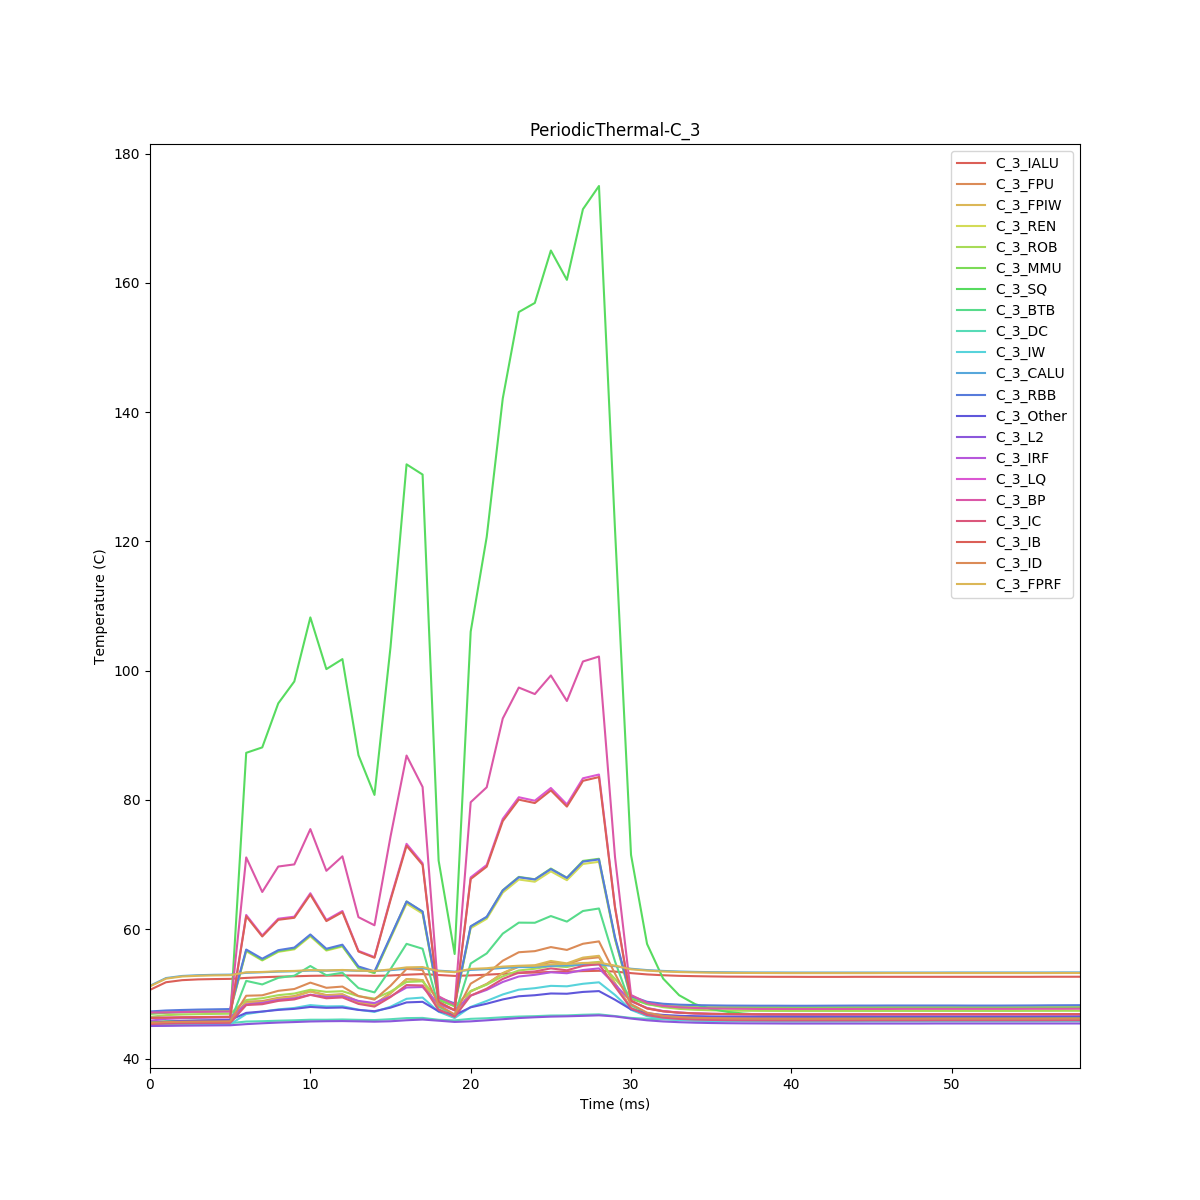 PeriodicThermal-C_3
180
160
140
120
100
80
60
40
Temperature (C)
0
10
20
30
40
50
Time (ms)
C_3_IALU
C_3_FPU
C_3_FPIW
C_3_REN
C_3_ROB
C_3_MMU
C_3_SQ
C_3_BTB
C_3_DC
C_3_IW
C_3_CALU
C_3_RBB
C_3_Other
C_3_L2
C_3_IRF
C_3_LQ
C_3_BP
C_3_IC
C_3_IB
C_3_ID
C_3_FPRF